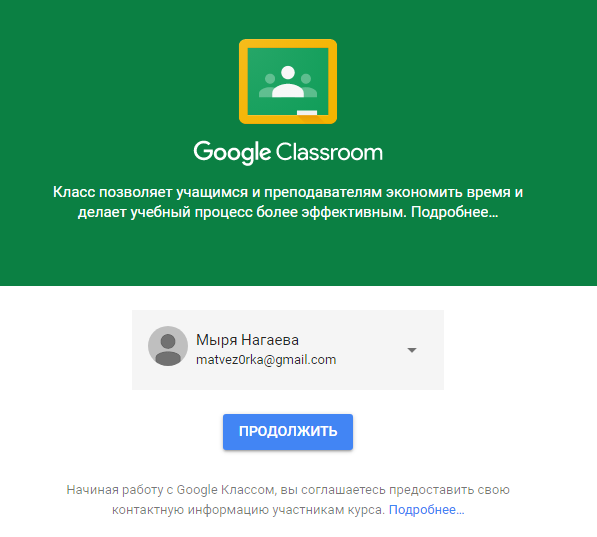 Google Classroom
Класс позволяет учащимся и преподавателям экономить время и
делает учебный процесс более эффективным. Подробнее…
Мыря Нагаева
matvez0rka@gmail.com
ПРОДОЛЖИТЬ
Начиная работу с Google Классом, вы соглашаетесь предоставить свою
контактную информацию участникам курса. Подробнее…